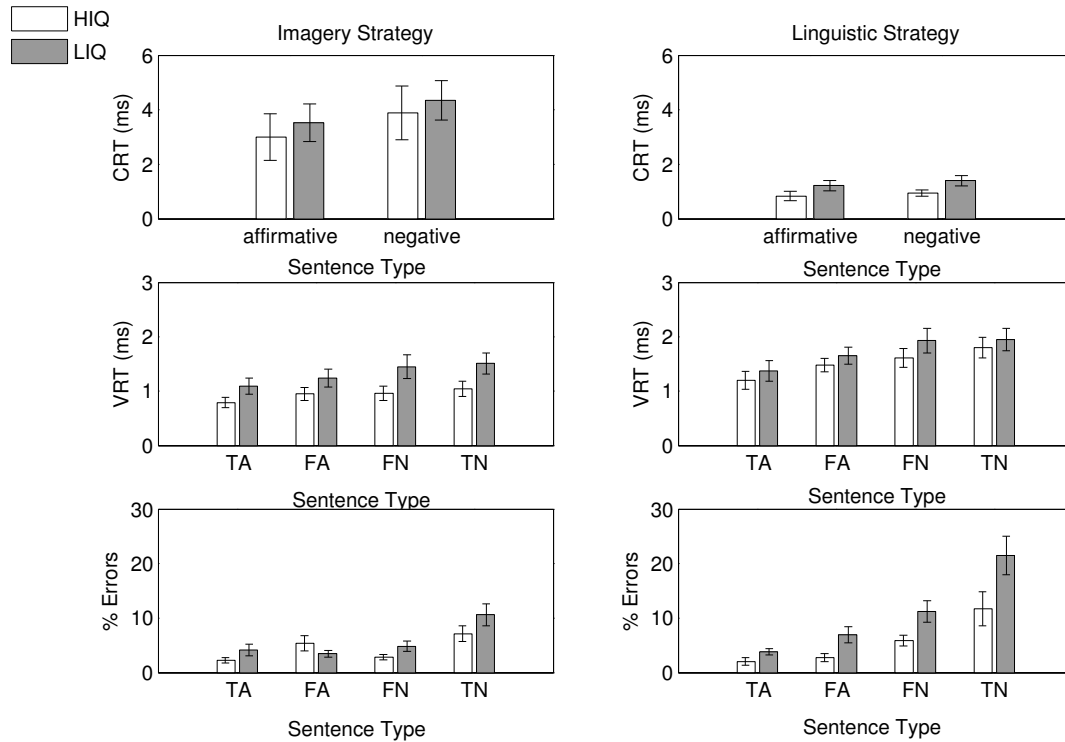 HIQ
LIQ
Imagery Strategy
6
4
2
0
CRT (ms)
affirmative negative
Sentence Type
Linguistic Strategy
6
4
2
0
CRT (ms)
affirmative negative
Sentence Type
3
2
1
0
VRT (ms)
TA FA FN TN
Sentence Type
3
2
1
0
VRT (ms)
TA FA FN TN
Sentence Type
30
20
10
0
% Errors
TA FA FN TN
Sentence Type
30
20
10
0
% Errors
TA FA FN TN
Sentence Type